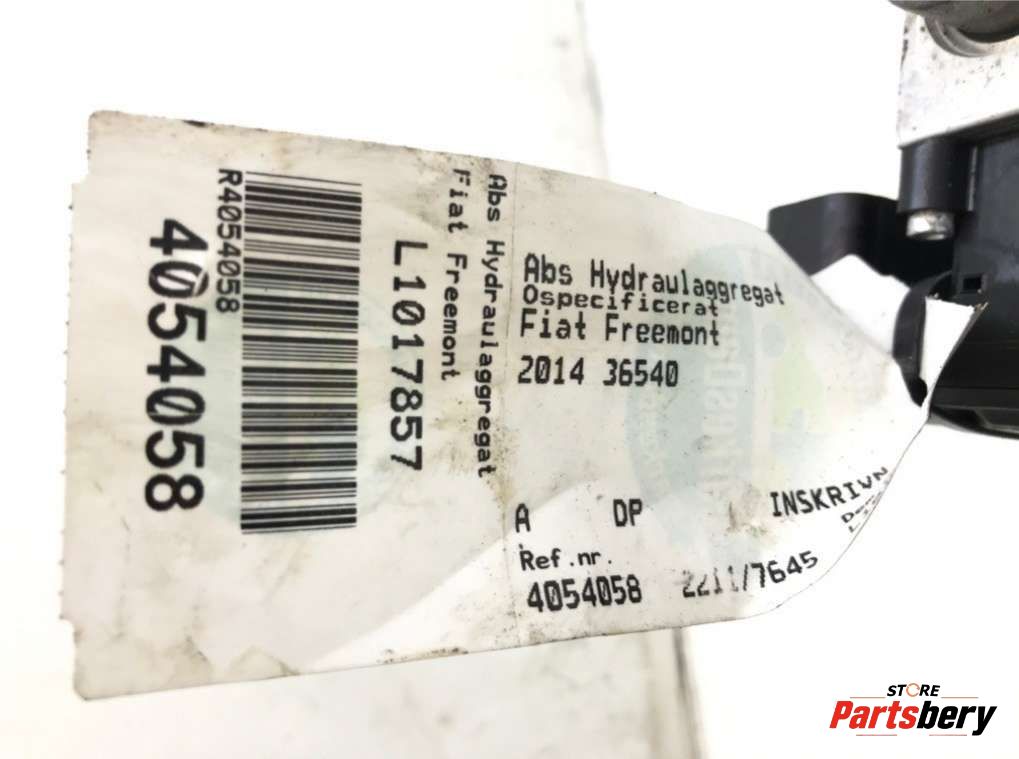 4054058
R4054058
L1017857
Fiat Freemont
Abs Hydraulaggregat
Abs Hydraulaggregat
Ospecificerat
Fiat Freemont
2014 36540
A DP INSKRIVN
Ref.nr.
4054058 2211/7645
STORE
Partsbery